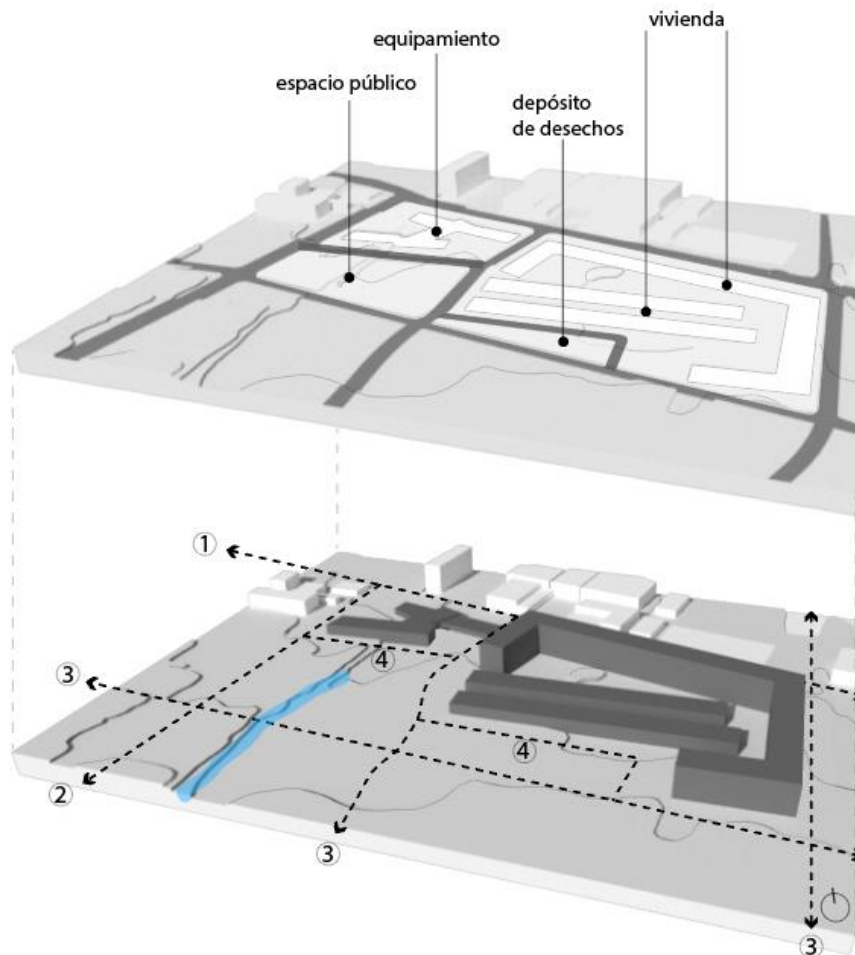 vivienda
equipamiento
espacio público
depósito
de desechos
1
3
4
4
2
3
3